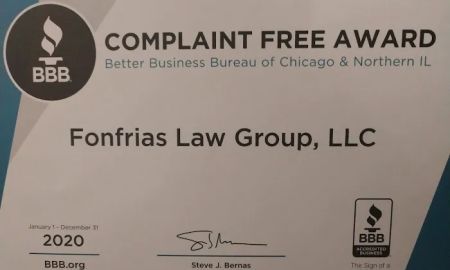 BBB
COMPLAINT FREE AWARD
Better Business Bureau of Chicago & Northern IL
Fonfrias Law Group, LLC
January 1 - December 31
2020
BBB.org
Steve J. Bernas
BBB
ACCREDITED
BUSINESS
The Sign of a